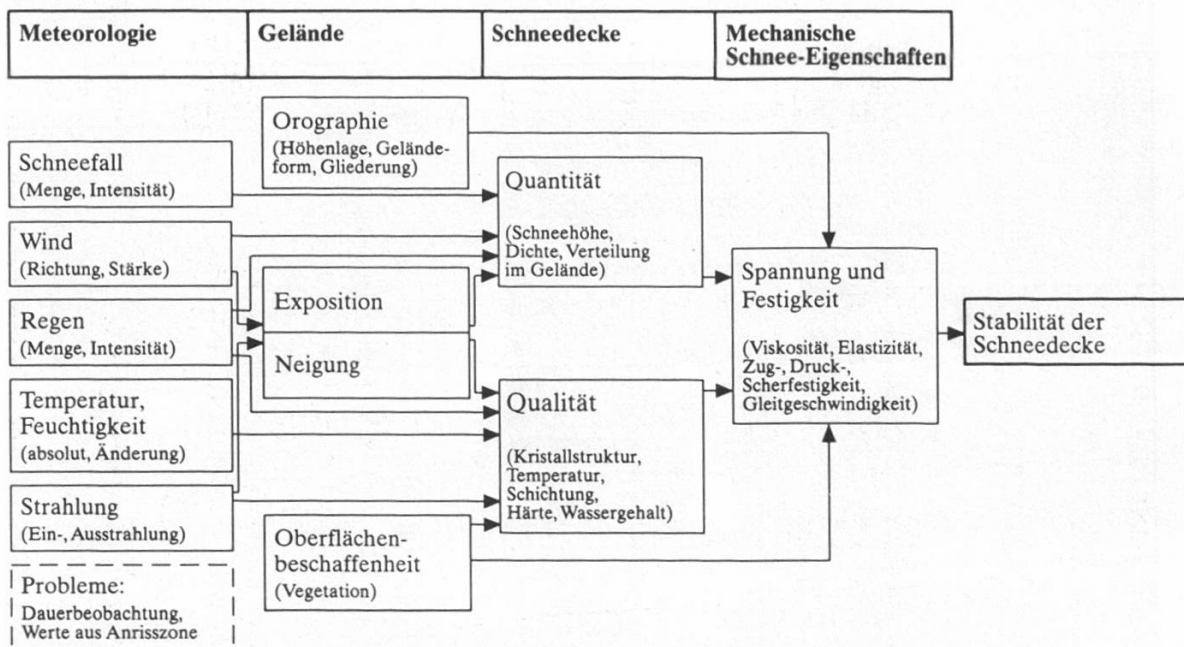 Meteorologie
Gelände
Schneedecke
Mechanische
Schnee-Eigenschaften
Schneefall
(Menge, Intensität)
Wind
(Richtung, Stärke)
Regen
(Menge, Intensität)
Temperatur,
Feuchtigkeit
(absolut, Änderung)
Strahlung
(Ein-, Ausstrahlung)
Probleme:
Dauerbeobachtung,
Werte aus Anrisszone
Orographie
(Höhenlage, Gelände-
form, Gliederung)
Exposition
Neigung
Oberflächen-
beschaffenheit
(Vegetation)
Quantität
(Schneehöhe,
Dichte, Verteilung
im Gelände)
Qualität
(Kristallstruktur,
Temperatur,
Schichtung,
Härte, Wassergehalt)
Spannung und
Festigkeit
(Viskosität, Elastizität,
Zug-, Druck-,
Scherfestigkeit,
Gleitgeschwindigkeit)
Stabilität der
Schneedecke